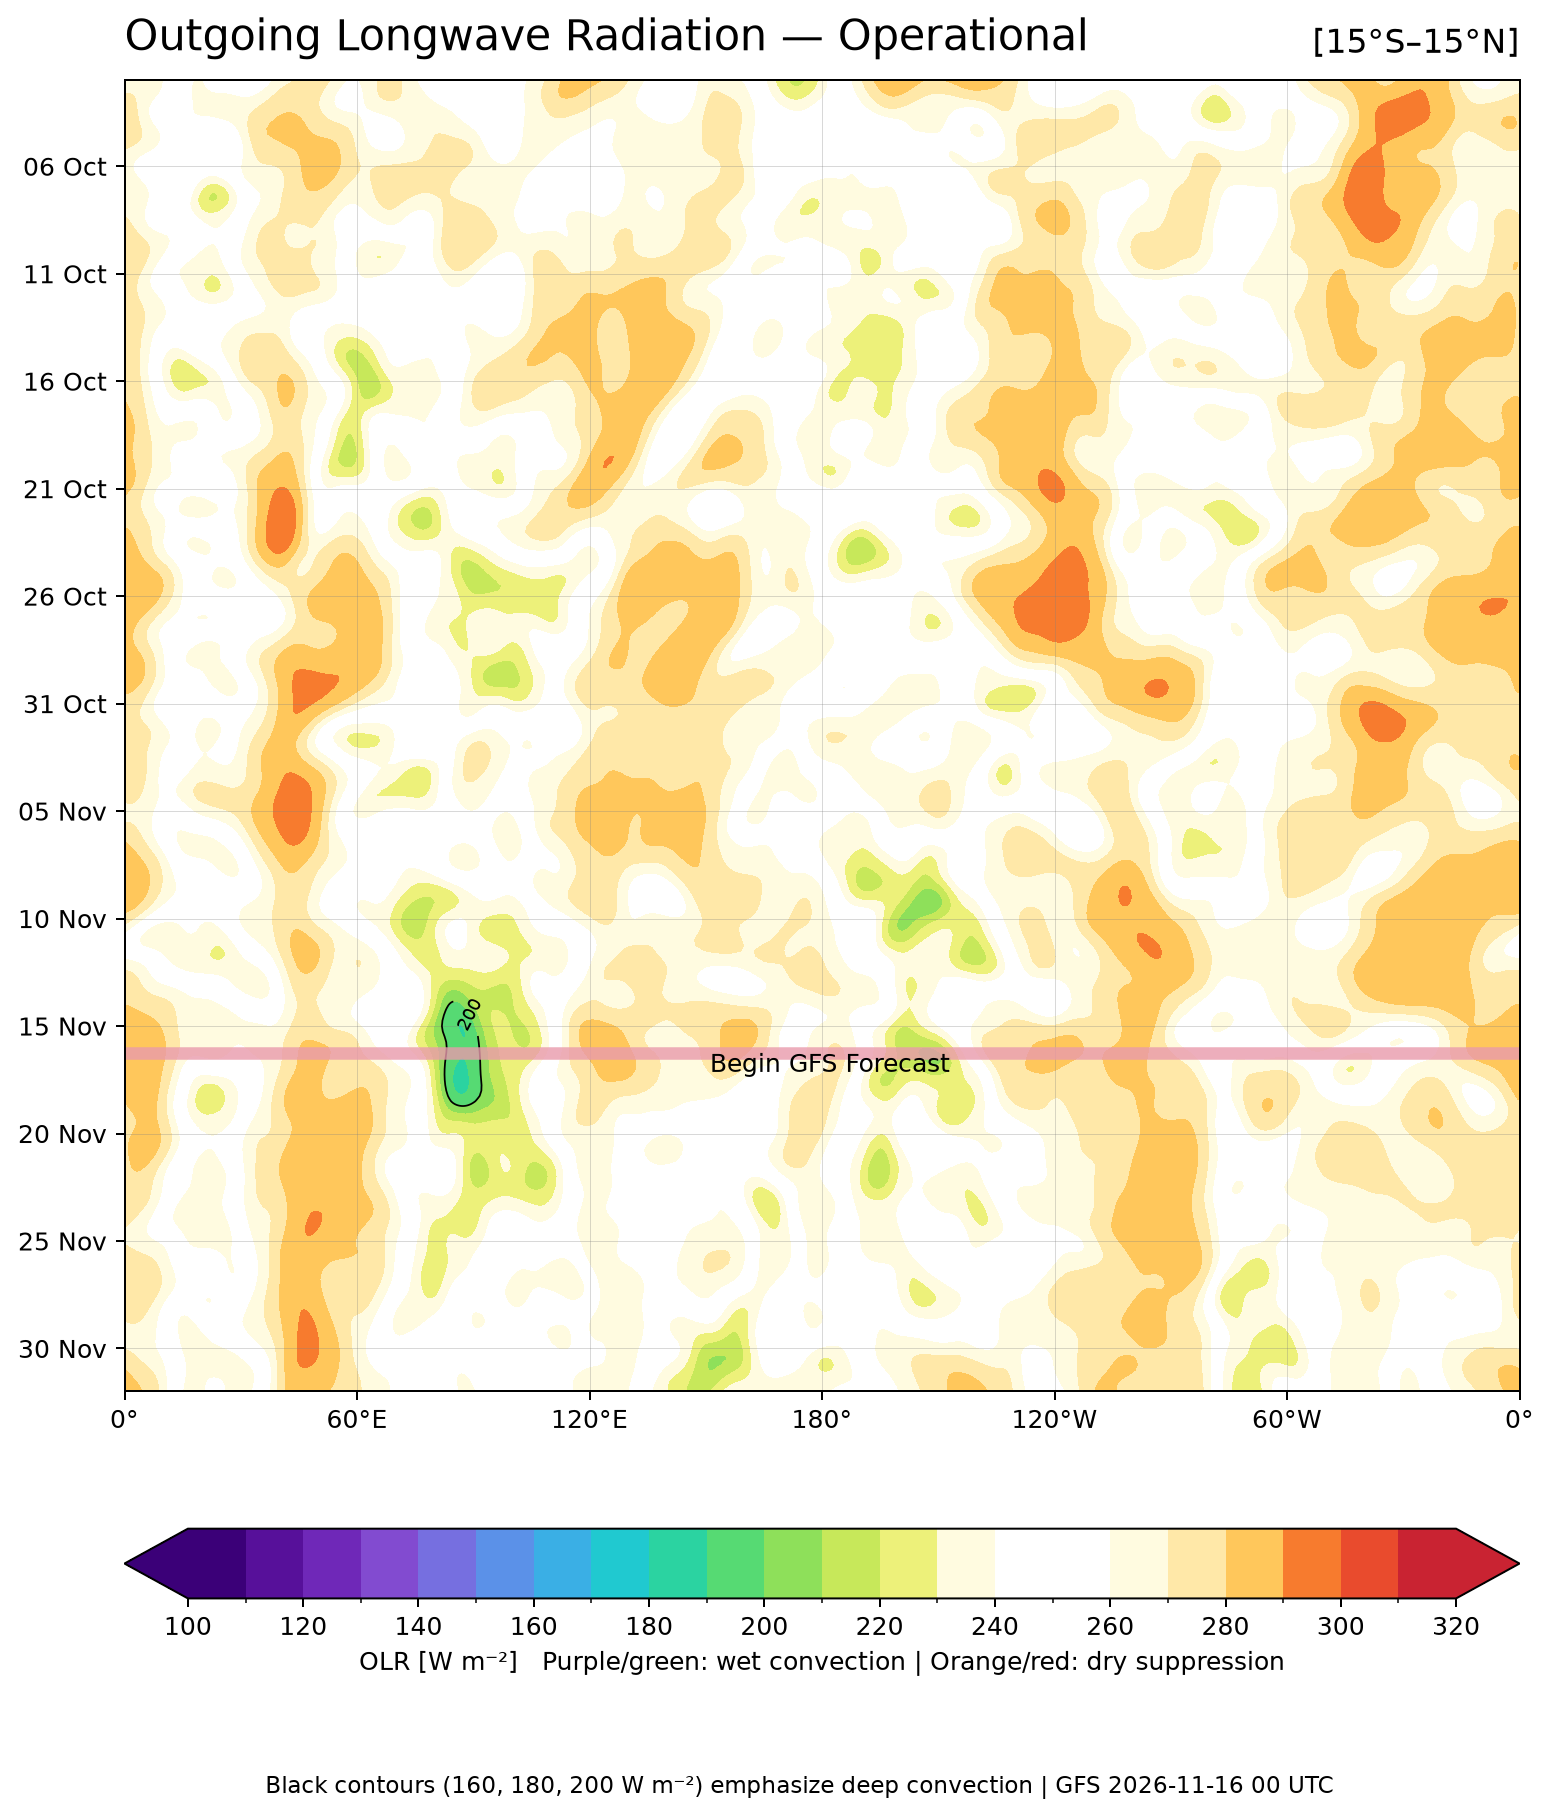 Outgoing Longwave Radiation — Operational [15°S–15°N]
06 Oct
11 Oct
16 Oct
21 Oct
26 Oct
31 Oct
05 Nov
10 Nov
200
15 Nov
Begin GFS Forecast
20 Nov
25 Nov
30 Nov
0° 60°E 120°E 180° 120°W 60°W 0°
100 120 140 160 180 200 220 240 260 280 300 320
OLR [W m⁻²] Purple/green: wet convection | Orange/red: dry suppression
Black contours (160, 180, 200 W m⁻²) emphasize deep convection | GFS 2026-11-16 00 UTC